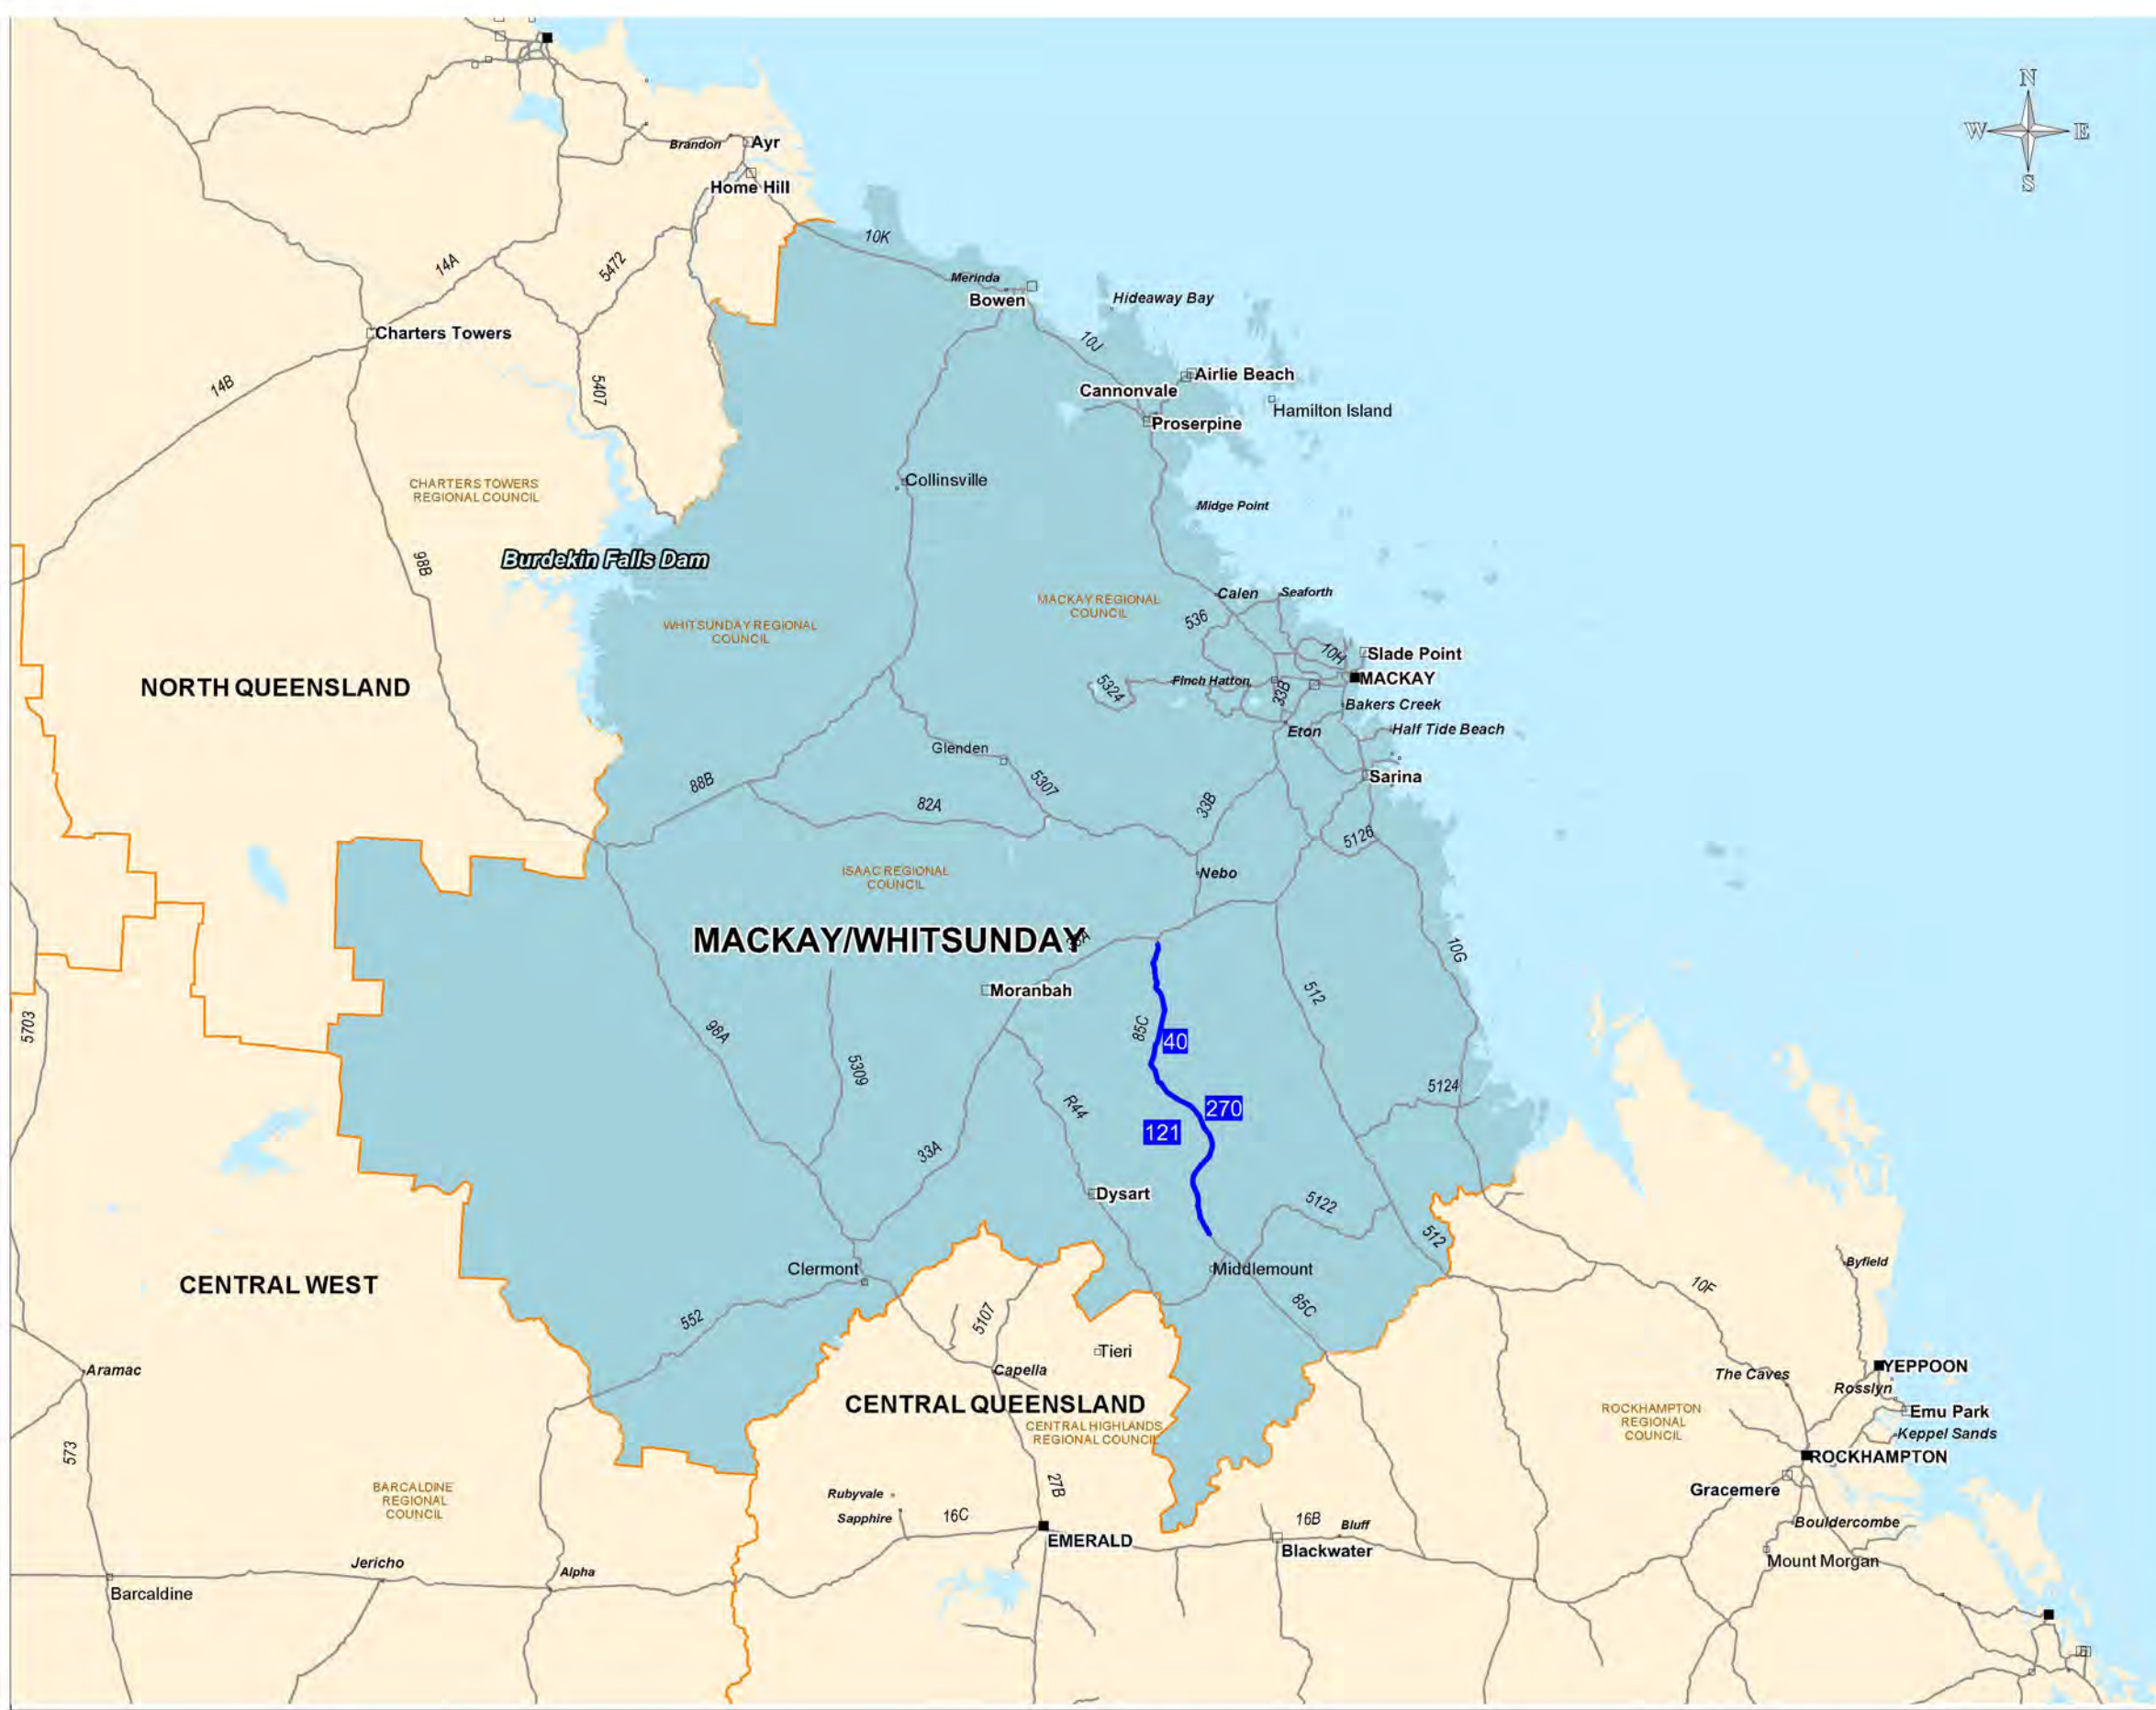 N
W E
S
Brandon
Ayr
Home Hill
10K
14A
5472
Merinda
Bowen
Hideaway Bay
10J
Charters Towers
14B
5407
Airlie Beach
Cannonvale
Hamilton Island
Proserpine
CHARTERS TOWERS
REGIONAL COUNCIL
Collinsville
Midge Point
98B
Burdekin Falls Dam
Calen
Seaforth
MACKAY REGIONAL
COUNCIL
536
WHITSUNDAY REGIONAL
COUNCIL
10H
Slade Point
MACKAY
NORTH QUEENSLAND
5324
Finch Hatton
33B
Bakers Creek
Eton
Half Tide Beach
Glenden
88B
5307
Sarina
82A
33B
5126
ISAAC REGIONAL
COUNCIL
Nebo
MACKAY/WHITSUNDAY
10G
Moranbah
512
5703
98A
85C
40
5309
5124
R44
270
121
33A
Dysart
5122
512
Clermont
Middlemount
CENTRAL WEST
Byfield
10F
85C
552
5107
Tieri
Aramac
Capella
The Caves
YEPPOON
Rosslyn
CENTRAL QUEENSLAND
ROCKHAMPTON
REGIONAL
COUNCIL
Emu Park
CENTRAL HIGHLANDS
REGIONAL COUNCIL
Keppel Sands
573
ROCKHAMPTON
BARCALDINE
REGIONAL
COUNCIL
27B
Rubyvale
Gracemere
Sapphire
16C
16B
Bluff
Bouldercombe
EMERALD
Blackwater
Jericho
Alpha
Mount Morgan
Barcaldine